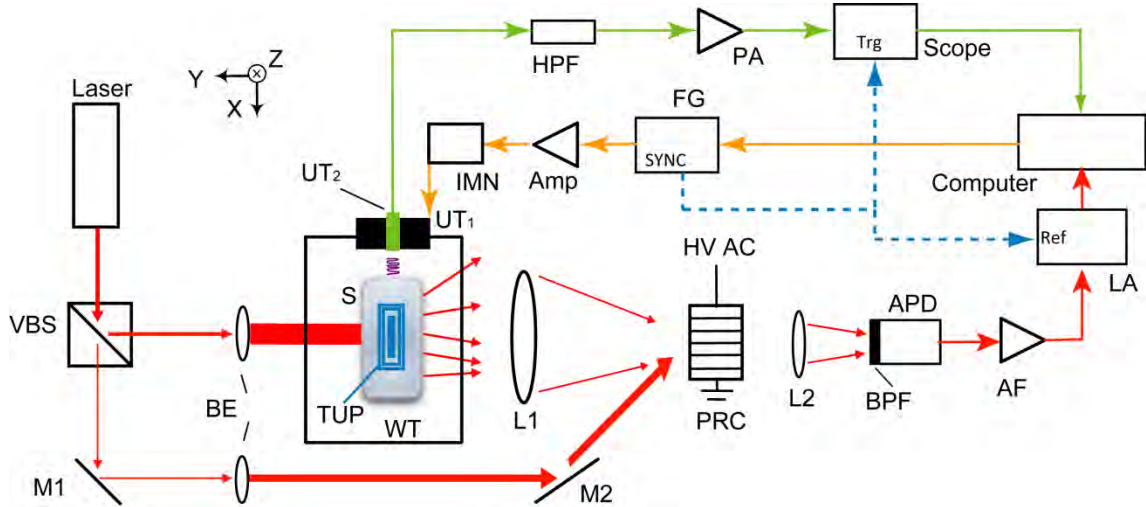 HPF
PA
Trg
Scope
Y
Z
X
Laser
FG
SYNC
UT2
IMN
Amp
Computer
UT1
HV AC
Ref
LA
VBS
S
APD
BE
TUP
WT
L1
PRC
L2
BPF
AF
M1
M2